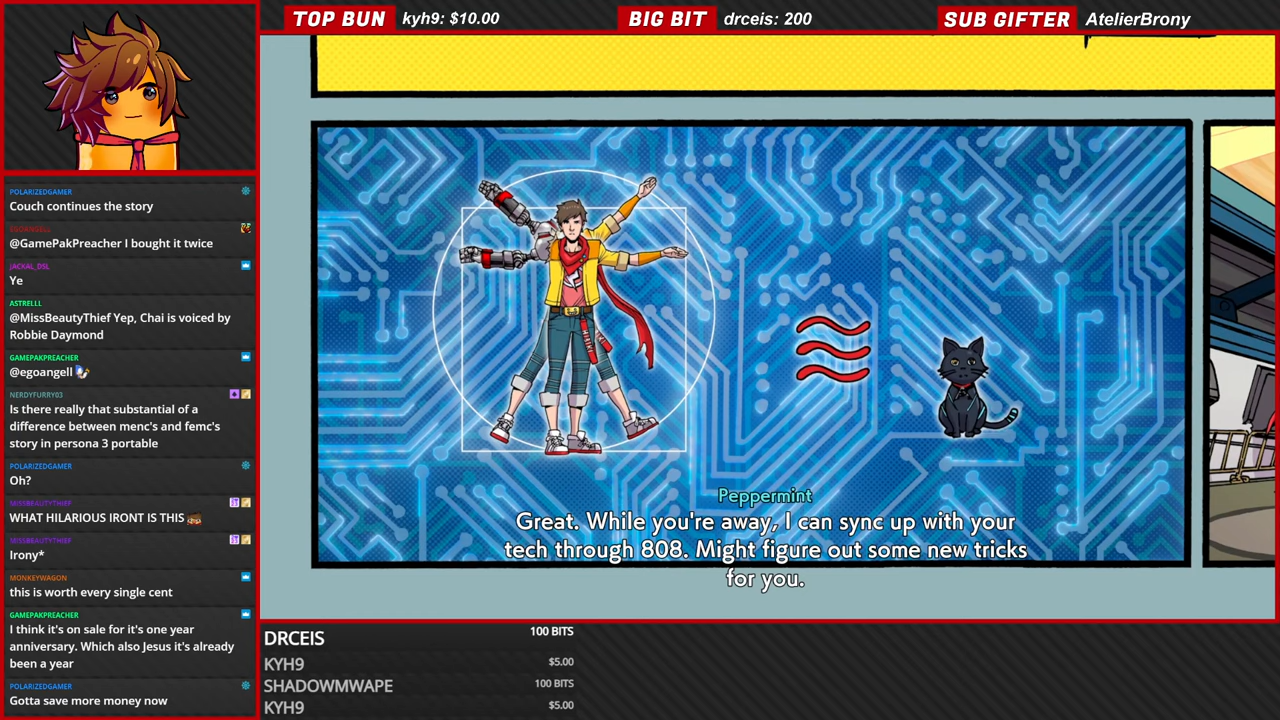 TOP BUN kyh9: $10.00 BIG BIT drceis: 200 SUB GIFTER AtelierBrony
POLARIZEDGAMER
Couch continues the story
EGOANGELL
@GamePakPreacher I bought it twice
JACKAL_DSL
Ye
ASTRELLL
@MissBeautyThief Yep, Chai is voiced by
Robbie Daymond
GAMEPAKPREACHER
@egoangell
NERDYFURRY03
Is there really that substantial of a
difference between menc's and femc's
story in persona 3 portable
POLARIZEDGAMER
Oh?
MISSBEAUTYTHIEF
WHAT HILARIOUS IRONT IS THIS
MISSBEAUTYTHIEF
Irony*
MONKEYWAGON
this is worth every single cent
GAMEPAKPREACHER
I think it's on sale for it's one year
anniversary. Which also Jesus it's already
been a year
POLARIZEDGAMER
Gotta save more money now
Peppermint
Great. While you're away, I can sync up with your
tech through 808. Might figure out some new tricks
for you.
DRCEIS 100 BITS
KYH9 $5.00
SHADOWMWAPE 100 BITS
KYH9 $5.00